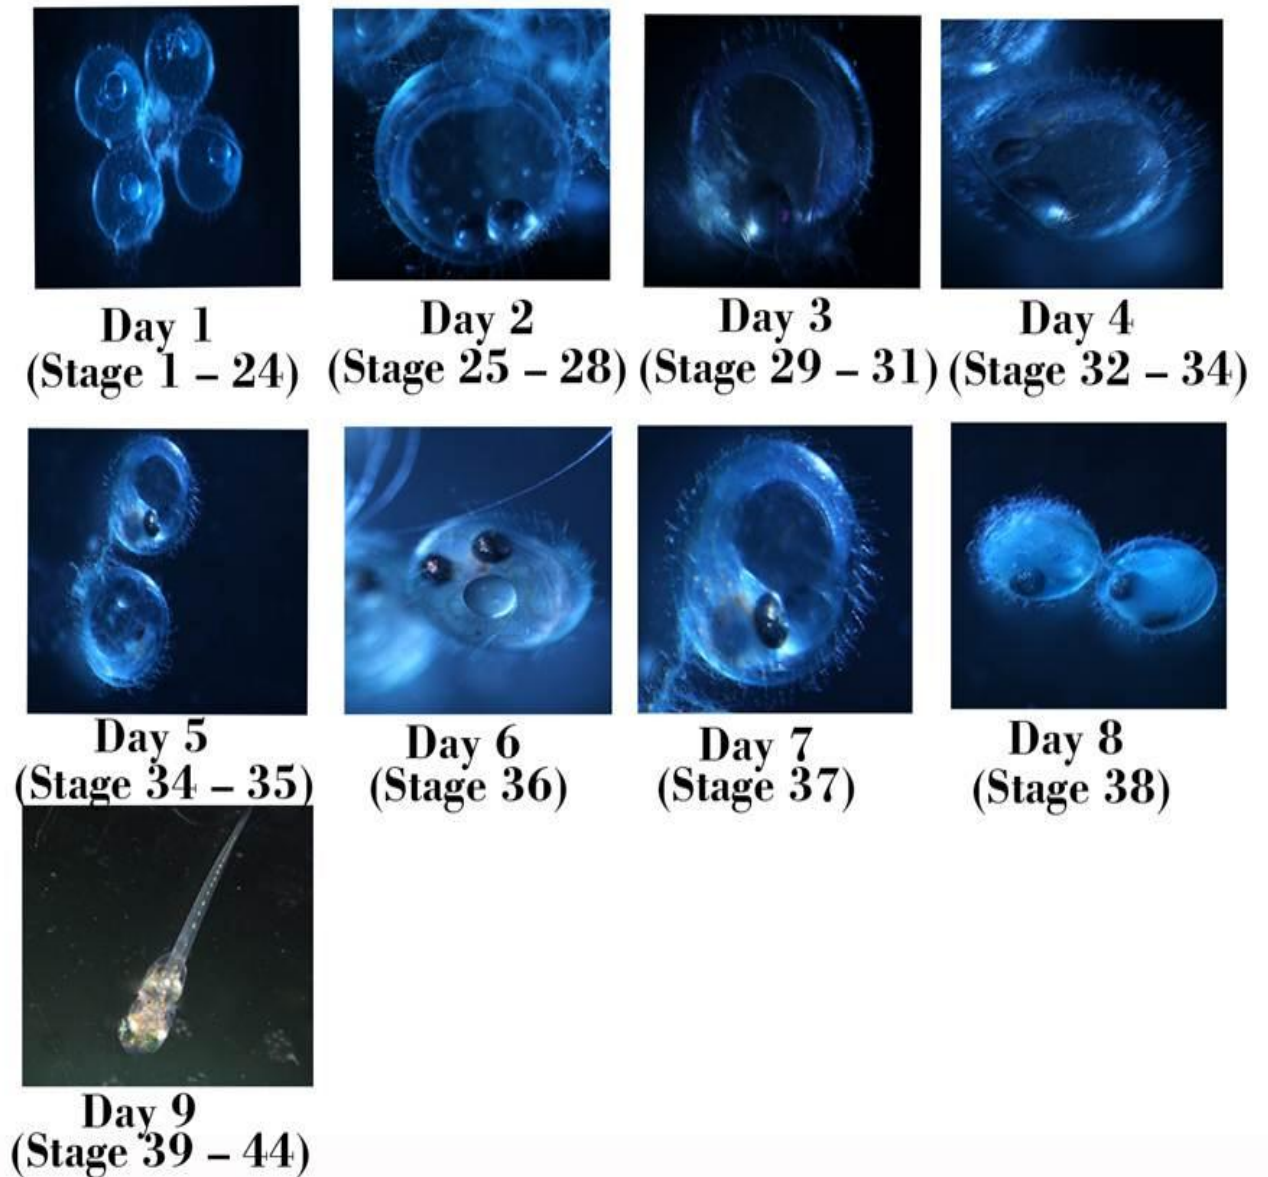 Day 1
(Stage 1 – 24)
Day 2
(Stage 25 – 28)
Day 3
(Stage 29 – 31)
Day 4
(Stage 32 – 34)
Day 5
(Stage 34 – 35)
Day 6
(Stage 36)
Day 7
(Stage 37)
Day 8
(Stage 38)
Day 9
(Stage 39 – 44)